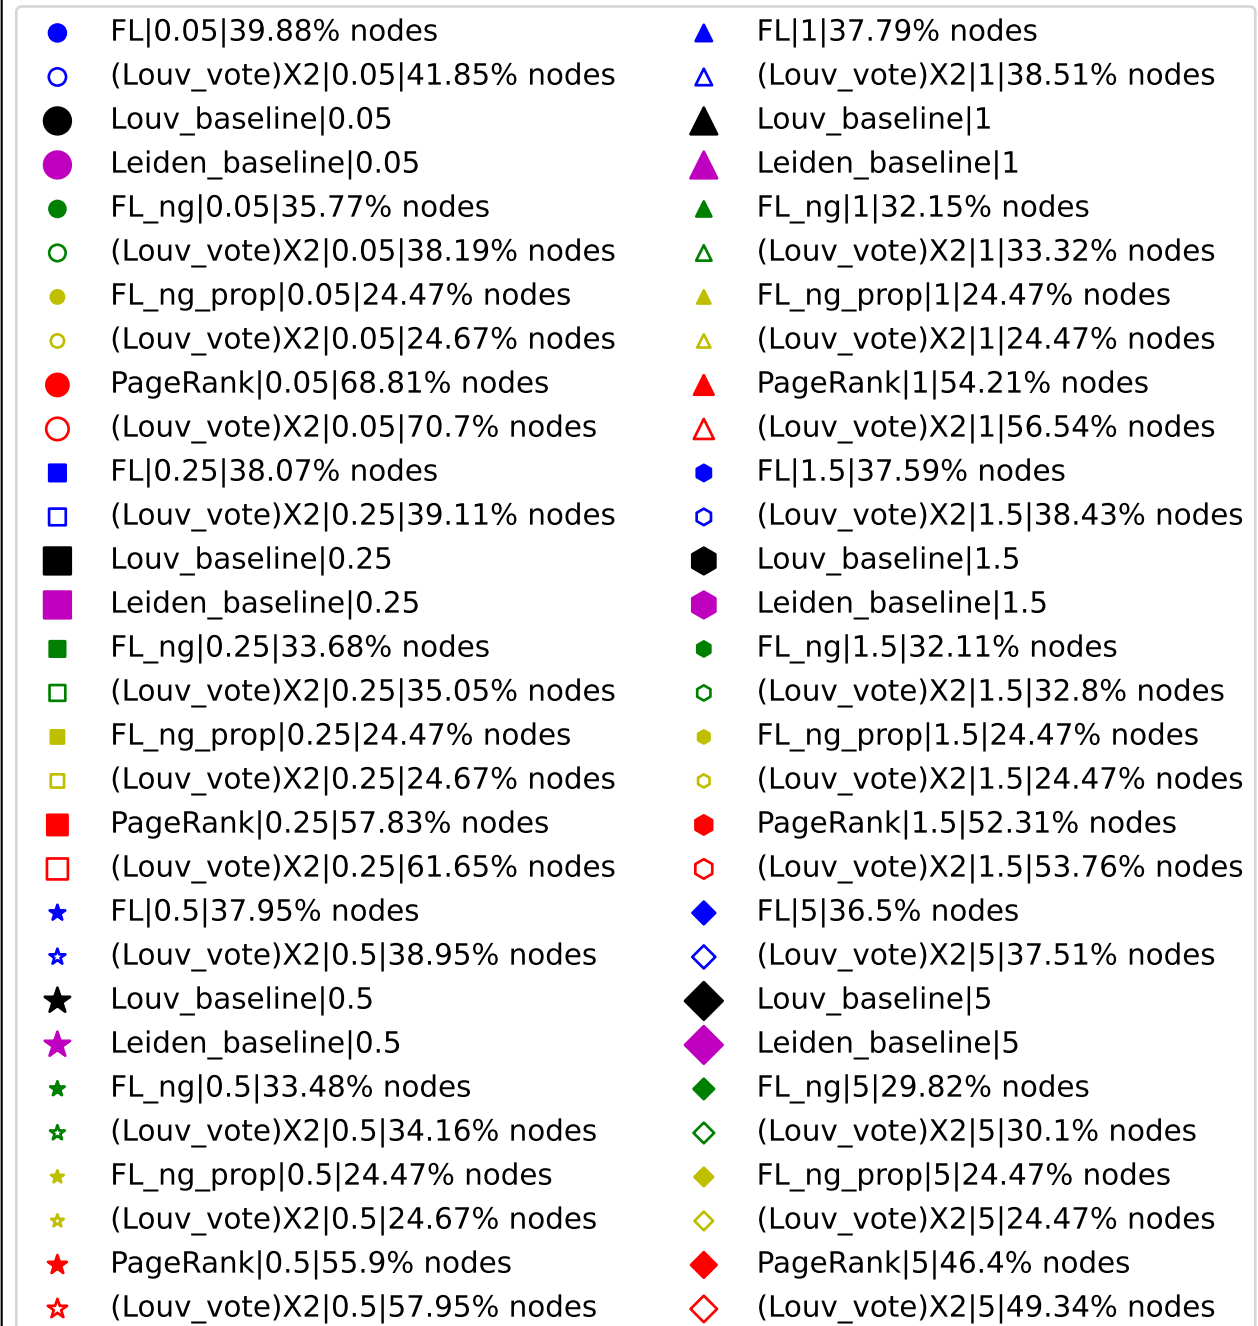 FL|0.05|39.88% nodes
(Louv_vote)X2|0.05|41.85% nodes
Louv_baseline|0.05
Leiden_baseline|0.05
FL_ng|0.05|35.77% nodes
(Louv_vote)X2|0.05|38.19% nodes
FL_ng_prop|0.05|24.47% nodes
(Louv_vote)X2|0.05|24.67% nodes
PageRank|0.05|68.81% nodes
(Louv_vote)X2|0.05|70.7% nodes
FL|0.25|38.07% nodes
(Louv_vote)X2|0.25|39.11% nodes
Louv_baseline|0.25
Leiden_baseline|0.25
FL_ng|0.25|33.68% nodes
(Louv_vote)X2|0.25|35.05% nodes
FL_ng_prop|0.25|24.47% nodes
(Louv_vote)X2|0.25|24.67% nodes
PageRank|0.25|57.83% nodes
(Louv_vote)X2|0.25|61.65% nodes
FL|0.5|37.95% nodes
(Louv_vote)X2|0.5|38.95% nodes
Louv_baseline|0.5
Leiden_baseline|0.5
FL_ng|0.5|33.48% nodes
(Louv_vote)X2|0.5|34.16% nodes
FL_ng_prop|0.5|24.47% nodes
(Louv_vote)X2|0.5|24.67% nodes
PageRank|0.5|55.9% nodes
(Louv_vote)X2|0.5|57.95% nodes
FL|1|37.79% nodes
(Louv_vote)X2|1|38.51% nodes
Louv_baseline|1
Leiden_baseline|1
FL_ng|1|32.15% nodes
(Louv_vote)X2|1|33.32% nodes
FL_ng_prop|1|24.47% nodes
(Louv_vote)X2|1|24.47% nodes
PageRank|1|54.21% nodes
(Louv_vote)X2|1|56.54% nodes
FL|1.5|37.59% nodes
(Louv_vote)X2|1.5|38.43% nodes
Louv_baseline|1.5
Leiden_baseline|1.5
FL_ng|1.5|32.11% nodes
(Louv_vote)X2|1.5|32.8% nodes
FL_ng_prop|1.5|24.47% nodes
(Louv_vote)X2|1.5|24.47% nodes
PageRank|1.5|52.31% nodes
(Louv_vote)X2|1.5|53.76% nodes
FL|5|36.5% nodes
(Louv_vote)X2|5|37.51% nodes
Louv_baseline|5
Leiden_baseline|5
FL_ng|5|29.82% nodes
(Louv_vote)X2|5|30.1% nodes
FL_ng_prop|5|24.47% nodes
(Louv_vote)X2|5|24.47% nodes
PageRank|5|46.4% nodes
(Louv_vote)X2|5|49.34% nodes